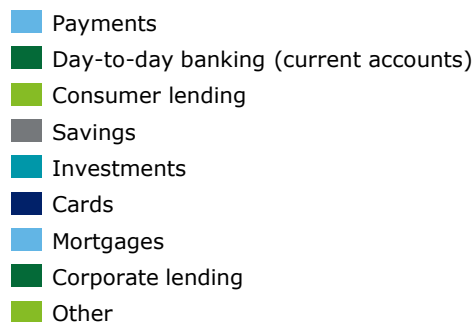 Payments
Day-to-day banking (current accounts)
Consumer lending
Savings
Investments
Cards
Mortgages
Corporate lending
Other